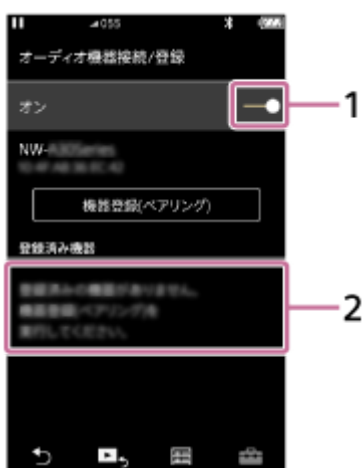 055
オーディオ機器接続/登録
オン
1
NW-
機器登録(ペアリング)
登録済み機器
登録済みの機器がありません。
機器登録(ペアリング)を
実行してください。
2